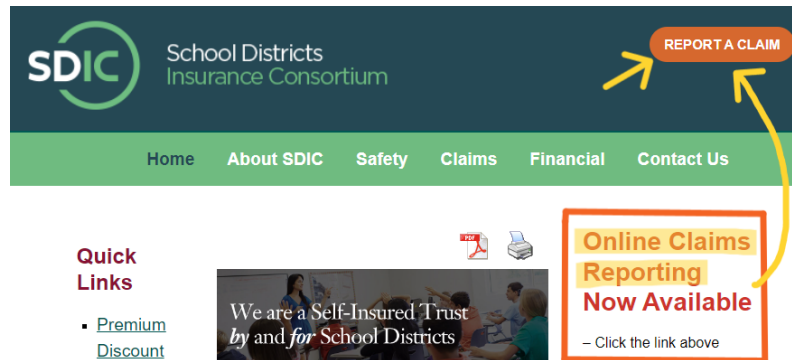 SDIC
School Districts
Insurance Consortium
REPORT A CLAIM
Home About SDIC Safety Claims Financial Contact Us
Quick
Links
Premium
Discount
PDF
We are a Self-Insured Trust
by and for School Districts
Online Claims
Reporting
Now Available
– Click the link above